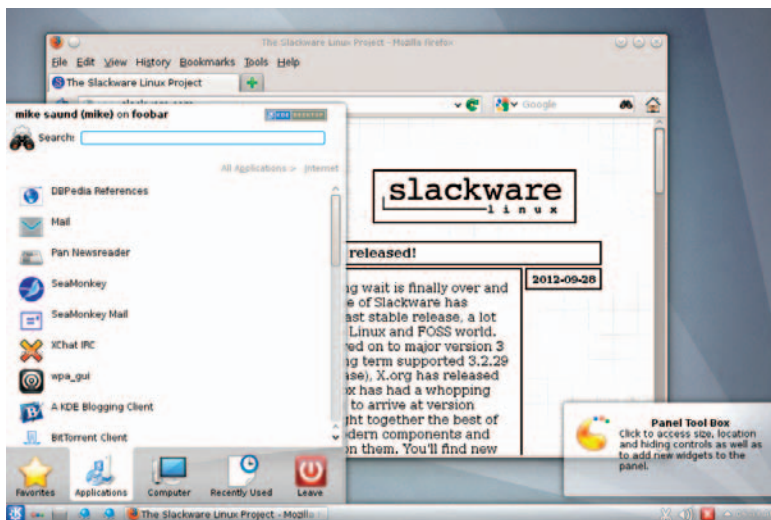 The Slackware Linux Project - Mozilla Firefox
File Edit View History Bookmarks Tools Help
The Slackware Linux Project
Google
mike saund (mike) on foobar
Search:
All Applications > Internet
DBPedia References
Mail
Pan Newsreader
SeaMonkey
SeaMonkey Mail
XChat IRC
wpa_gui
A KDE Blogging Client
BitTorrent Client
Favorites
Applications
Computer
Recently Used
Leave
slackware
linux
released!
2012-09-28
ng wait is finally over and
e of Slackware has
ast stable release, a lot
Linux and FOSS world.
ed on to major version 3
ng term supported 3.2.29
ase), X.org has released
ox has had a whopping
to arrive at version
ght together the best of
dern components and
on them. You'll find new
Panel Tool Box
Click to access size, location
and hiding controls as well as
to add new widgets to the
panel.
The Slackware Linux Project - Mozilla